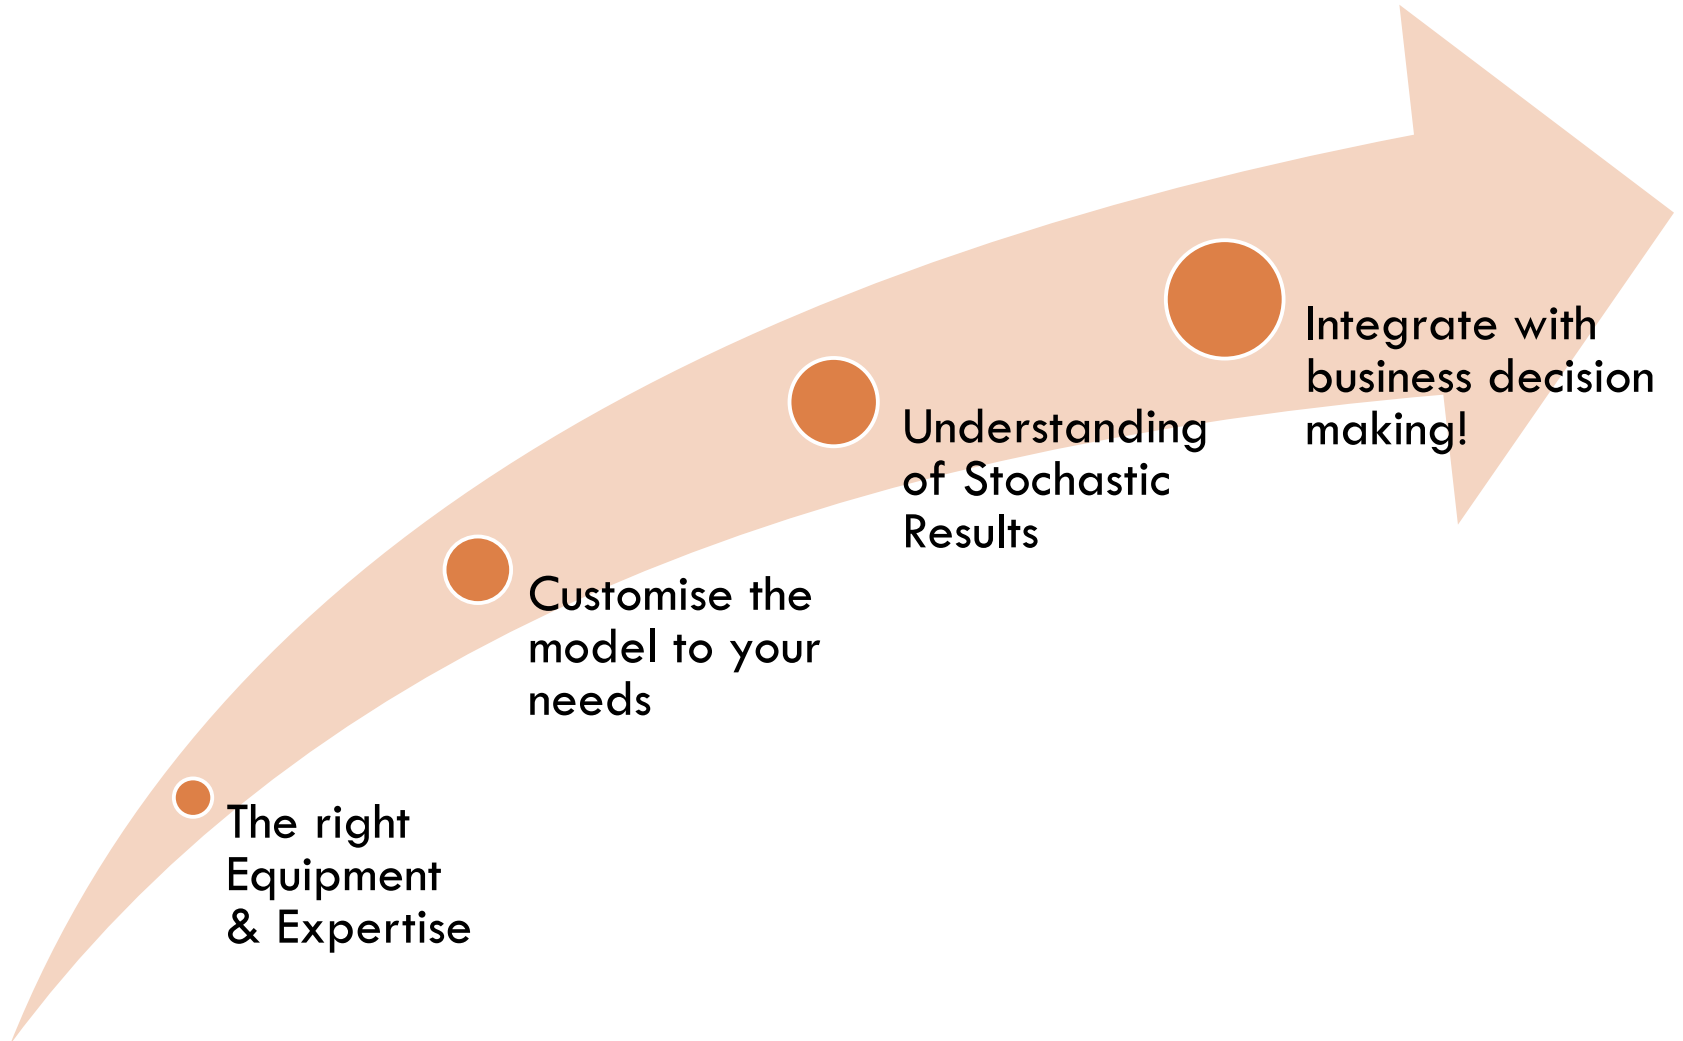 The right
Equipment
& Expertise
Customise the
model to your
needs
Understanding
of Stochastic
Results
Integrate with
business decision
making!